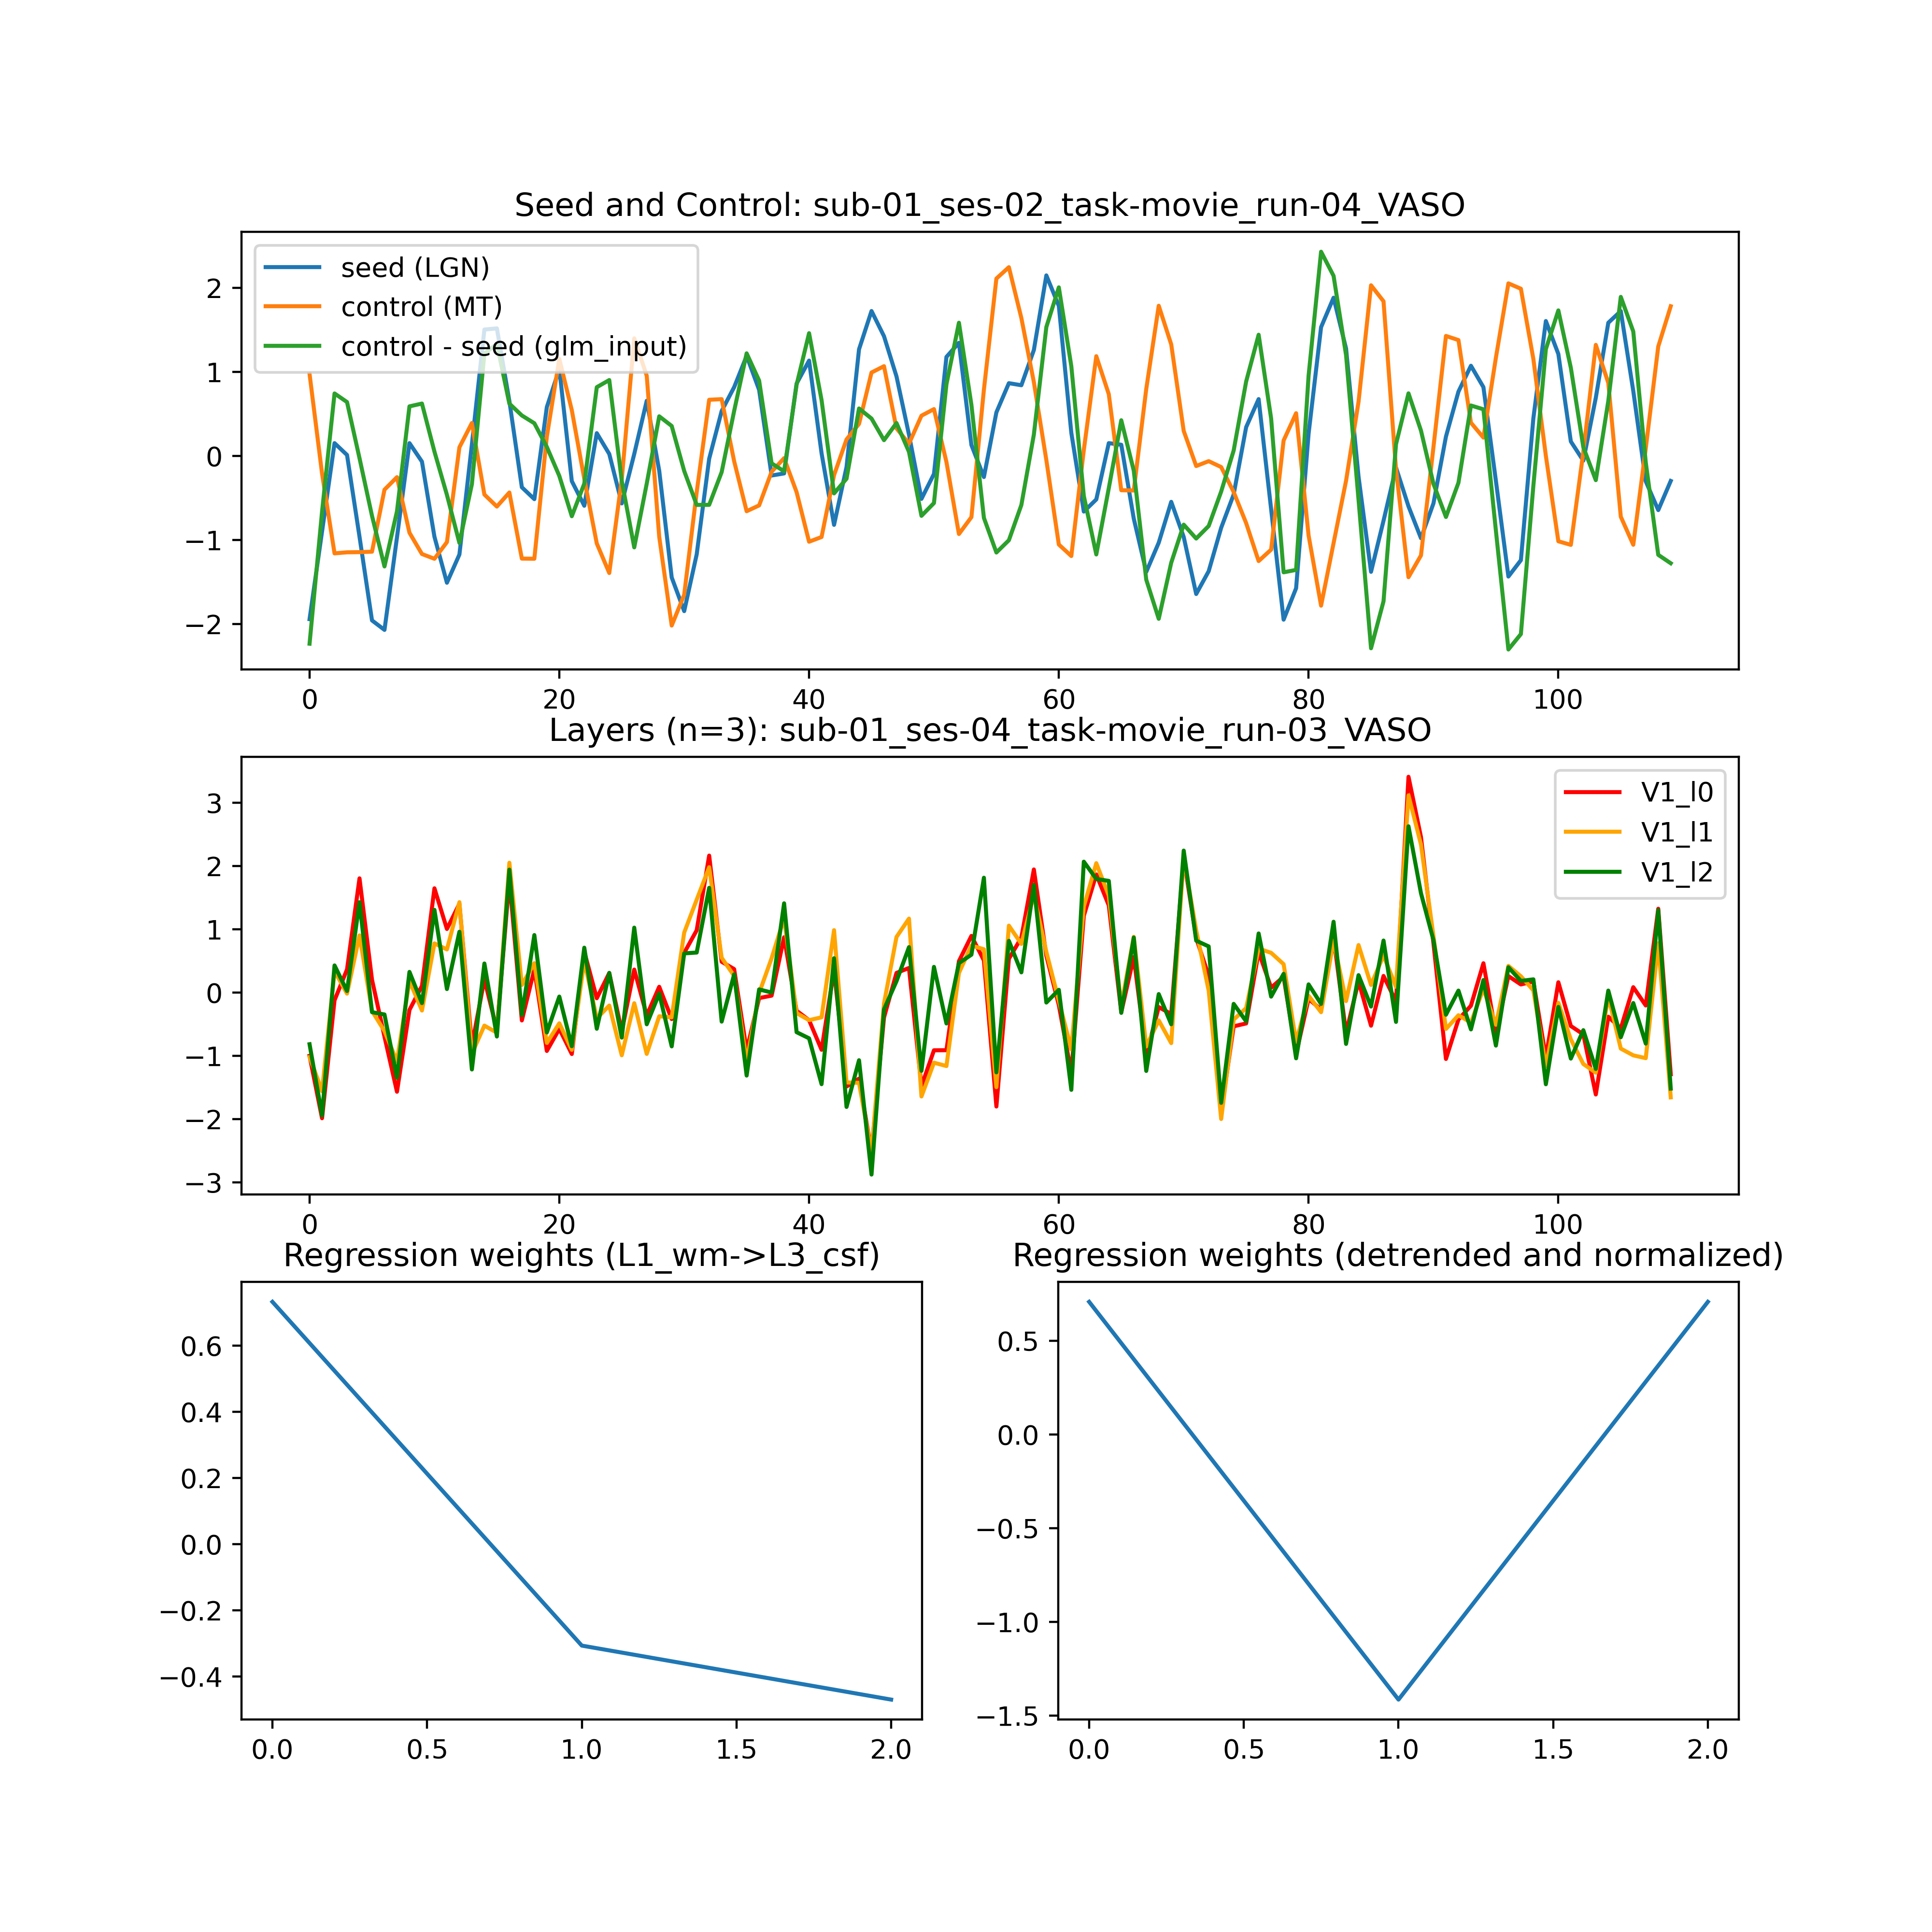 Seed and Control: sub-01_ses-02_task-movie_run-04_VASO
seed (LGN)
control (MT)
control - seed (glm_input)
2
1
0
−1
−2
0 20 40 60 80 100
Layers (n=3): sub-01_ses-04_task-movie_run-03_VASO
V1_l0
V1_l1
V1_l2
3
2
1
0
−1
−2
−3
0 20 40 60 80 100
Regression weights (L1_wm->L3_csf)
0.6
0.4
0.2
0.0
−0.2
−0.4
0.0 0.5 1.0 1.5 2.0
Regression weights (detrended and normalized)
0.5
0.0
−0.5
−1.0
−1.5
0.0 0.5 1.0 1.5 2.0